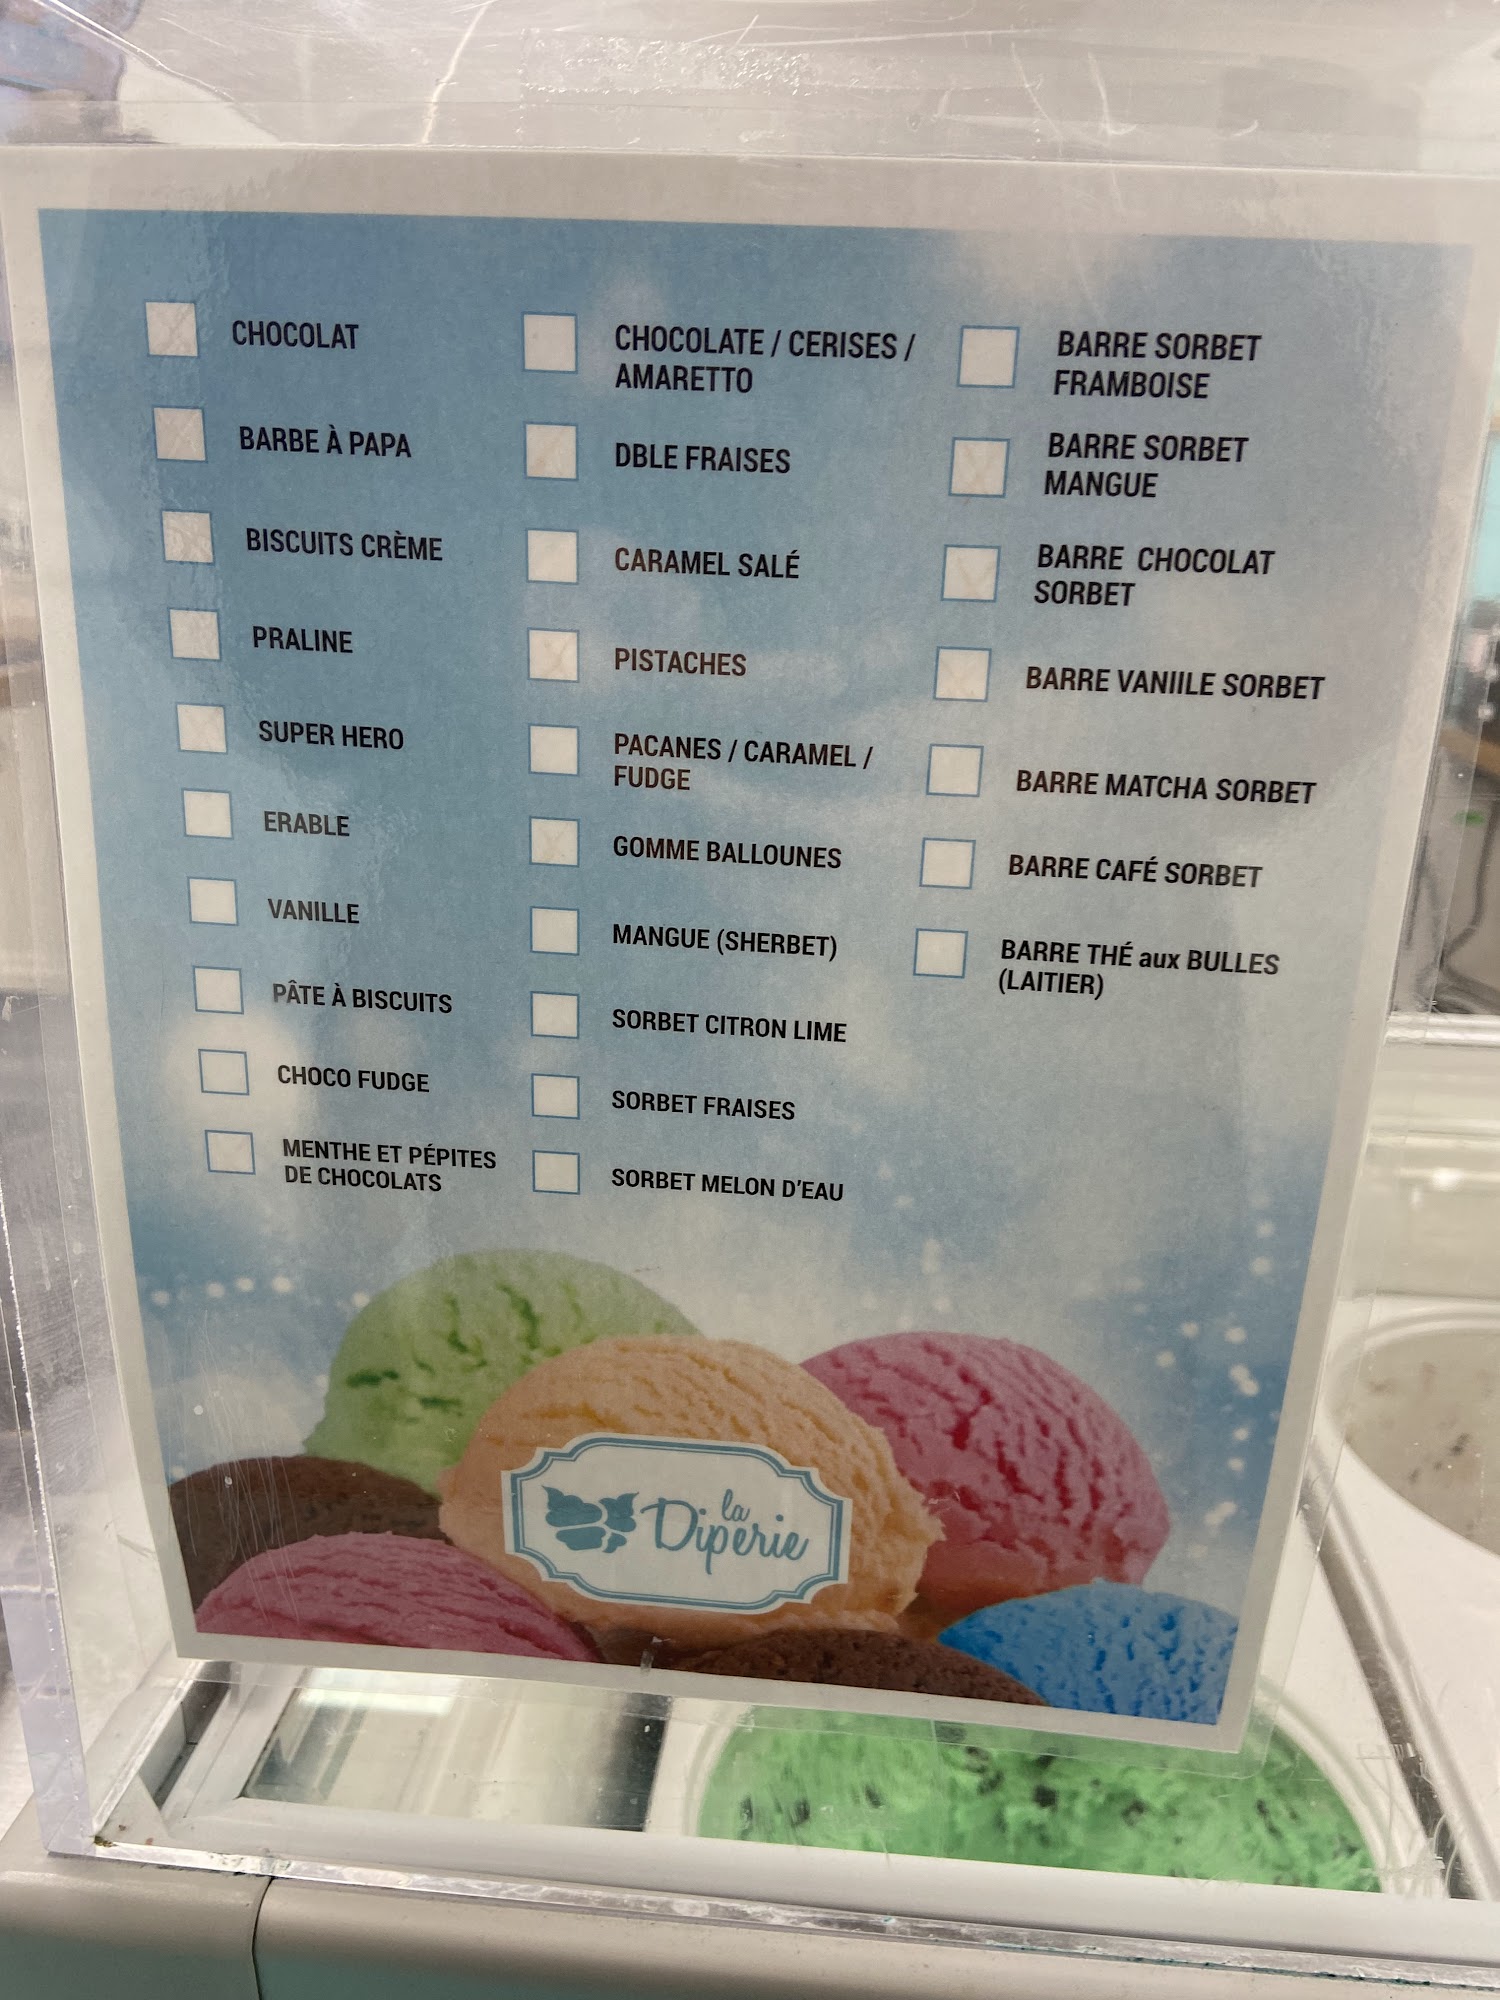 CHOCOLAT
BARBE À PAPA
BISCUITS CRÈME
PRALINE
SUPER HERO
ERABLE
VANILLE
PÂTE À BISCUITS
CHOCO FUDGE
MENTHE ET PÉPITES
DE CHOCOLATS
CHOCOLATE / CERISES /
AMARETTO
DBLE FRAISES
CARAMEL SALÉ
PISTACHES
PACANES / CARAMEL /
FUDGE
GOMME BALLOUNES
MANGUE (SHERBET)
SORBET CITRON LIME
SORBET FRAISES
SORBET MELON D'EAU
BARRE SORBET
FRAMBOISE
BARRE SORBET
MANGUE
BARRE CHOCOLAT
SORBET
BARRE VANIILE SORBET
BARRE MATCHA SORBET
BARRE CAFÉ SORBET
BARRE THÉ aux BULLES
(LAITIER)
la
Diperie